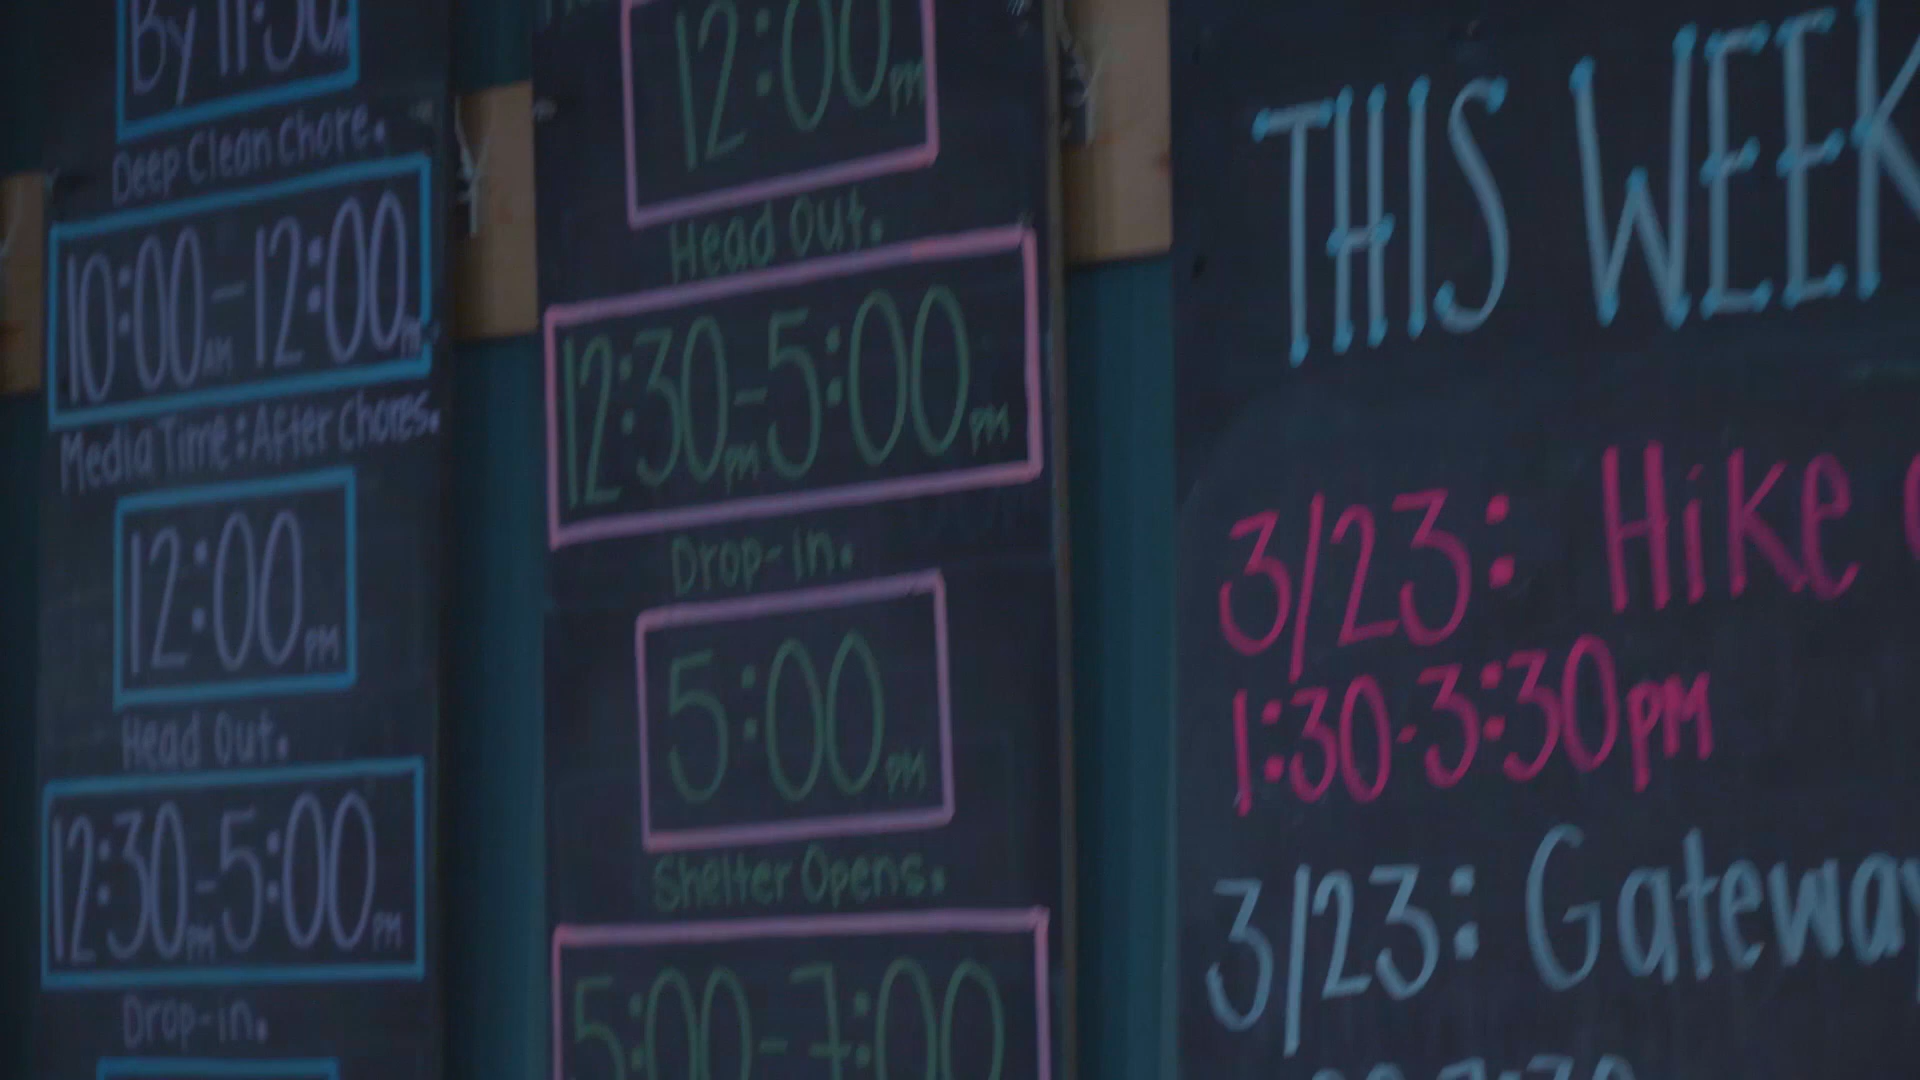 By 11:30
Deep Clean Chore.
10:00AM-12:00PM
Media Time: After Chores.
12:00PM
Head Out.
12:30PM-5:00PM
Drop-in.
12:00PM
Head Out.
12:30PM-5:00PM
Drop-in.
5:00PM
Shelter Opens.
5:00-7:00
THIS WEEK
3/23: Hike
1:30-3:30PM
3/23: Gateway